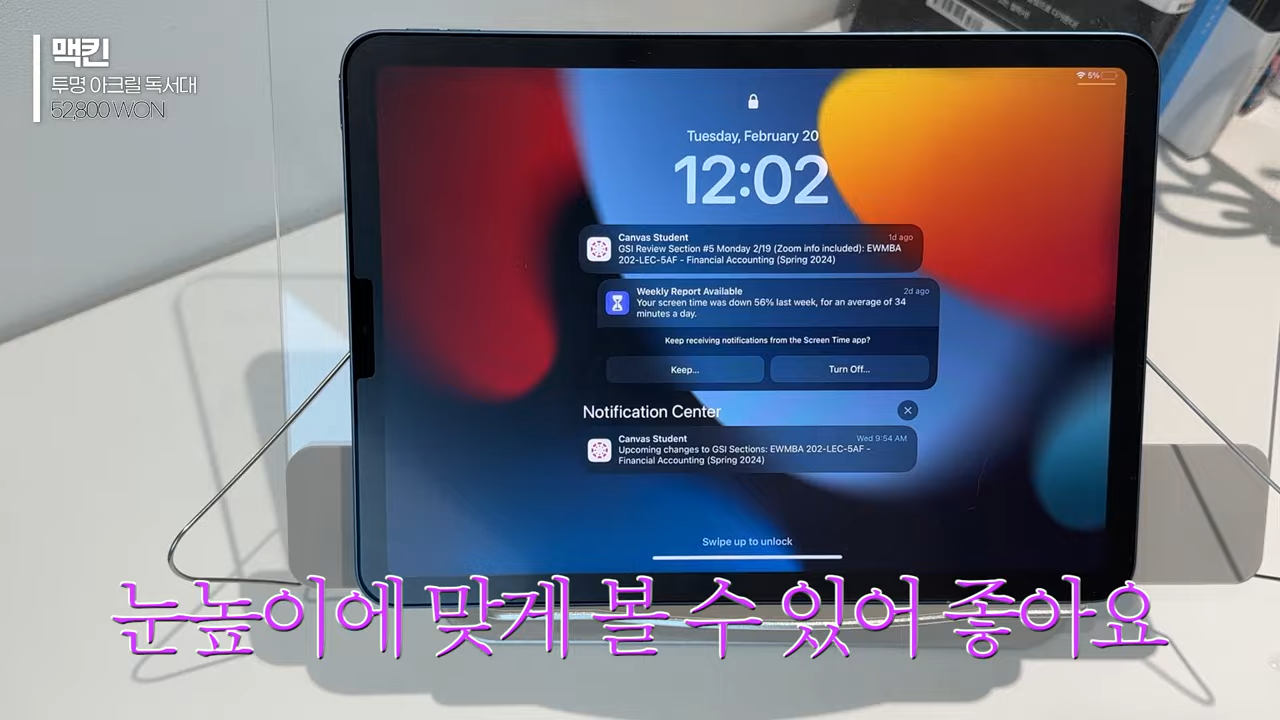 맥킨
투명 아크릴 독서대
52,800 WON
5%
Tuesday, February 20
12:02
Canvas Student
1d ago
GSI Review Section #5 Monday 2/19 (Zoom info included): EWMBA
202-LEC-5AF - Financial Accounting (Spring 2024)
Weekly Report Available
2d ago
Your screen time was down 56% last week, for an average of 34
minutes a day.
Keep receiving notifications from the Screen Time app?
Keep...
Turn Off...
Notification Center
Canvas Student
Wed 9:54 AM
Upcoming changes to GSI Sections: EWMBA 202-LEC-5AF -
Financial Accounting (Spring 2024)
Swipe up to unlock
눈높이에 맞게 볼 수 있어 좋아요